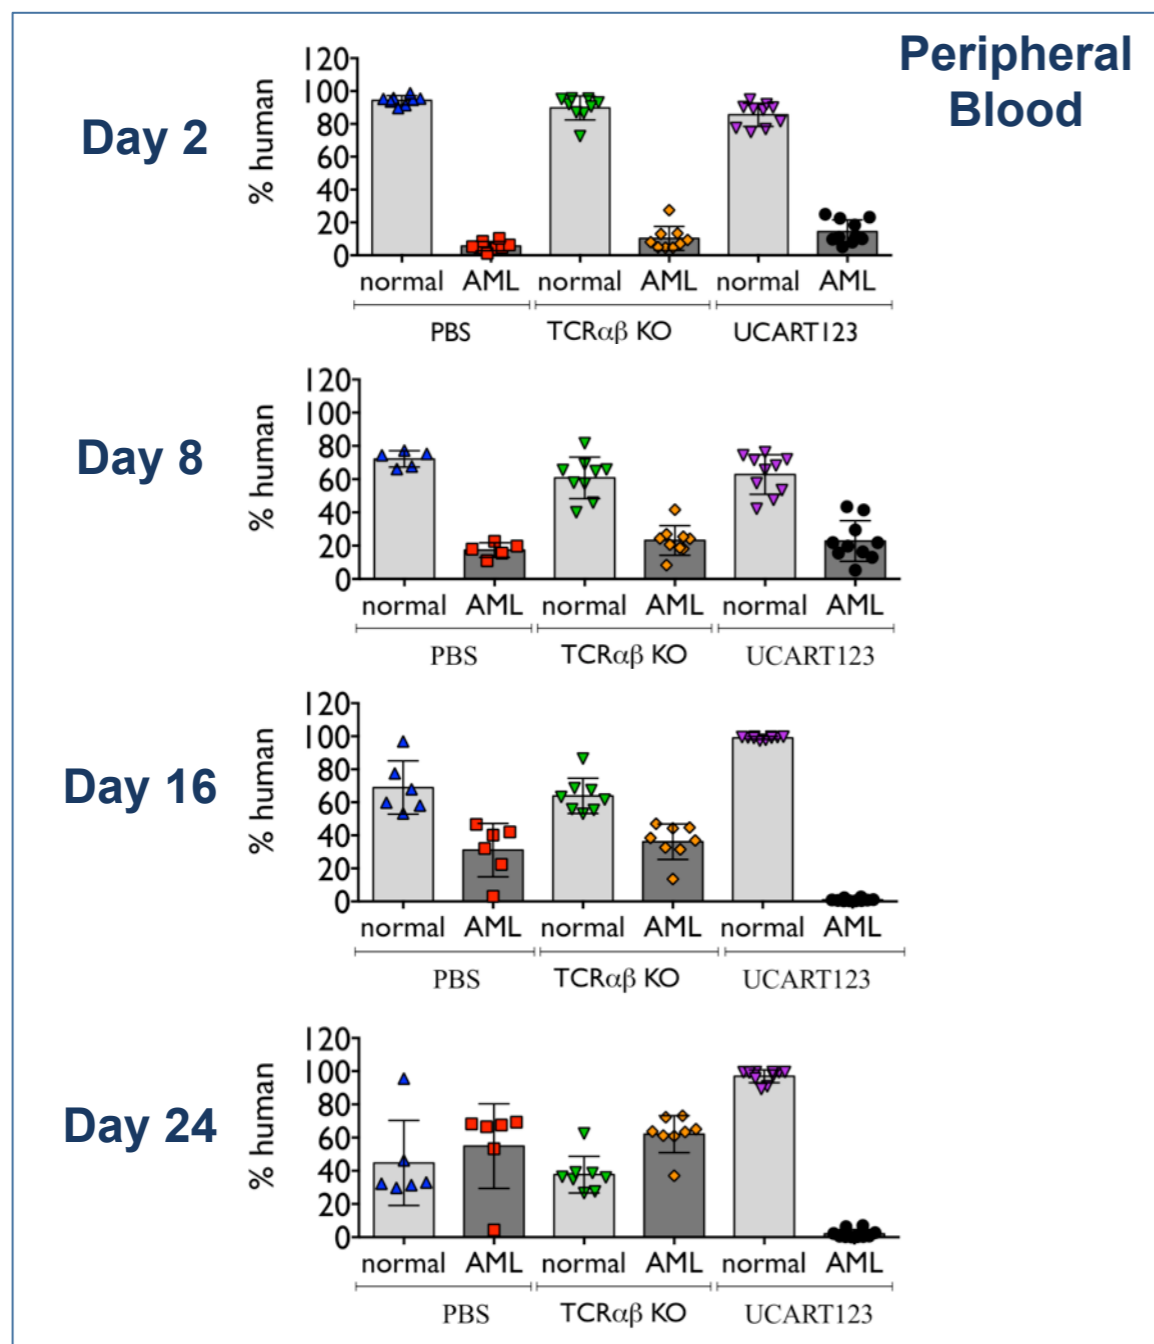 Peripheral
Blood
Day 2
% human
120
100
80
60
40
20
0
normal AML normal AML normal AML
PBS TCRαβ KO UCART123
Day 8
% human
120
100
80
60
40
20
0
normal AML normal AML normal AML
PBS TCRαβ KO UCART123
Day 16
% human
120
100
80
60
40
20
0
normal AML normal AML normal AML
PBS TCRαβ KO UCART123
Day 24
% human
120
100
80
60
40
20
0
normal AML normal AML normal AML
PBS TCRαβ KO UCART123